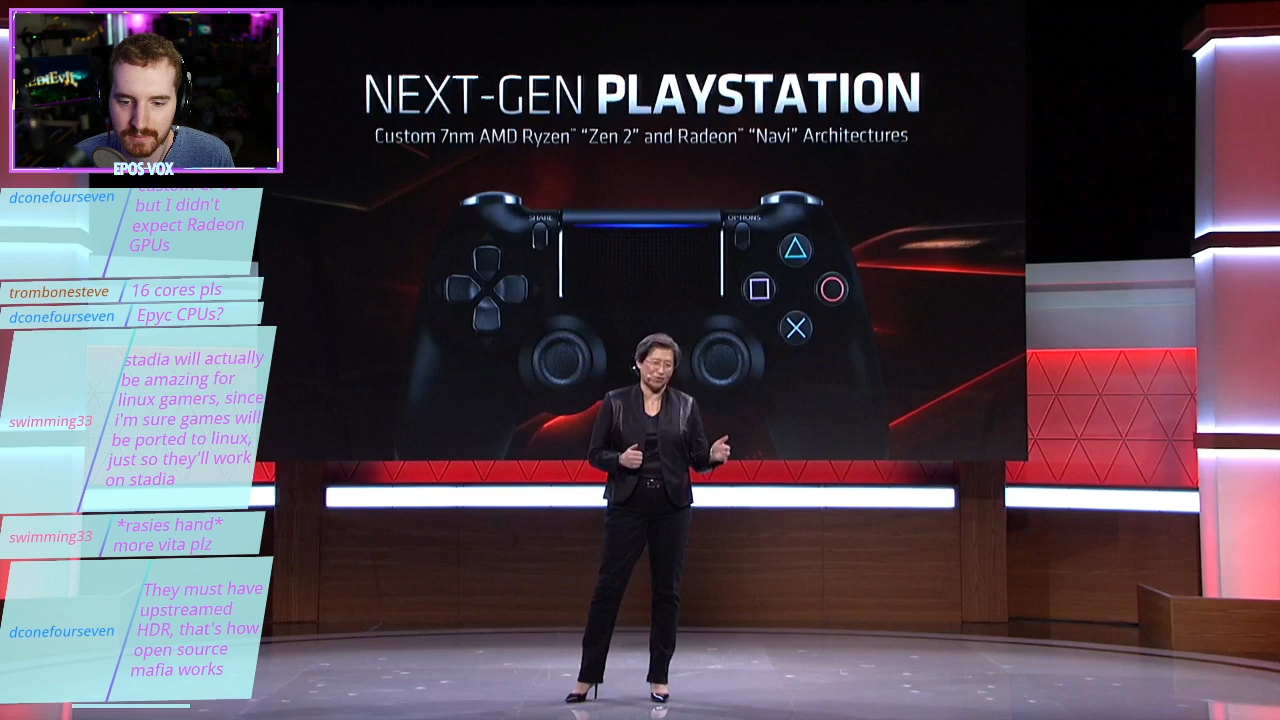 MEDIEVIL
EPOS-VOX
NEXT-GEN PLAYSTATION
Custom 7nm AMD Ryzen™ “Zen 2” and Radeon™ “Navi” Architectures
SHARE
OPTIONS
dconefourseven
but I didn't
expect Radeon
GPUs
trombonesteve 16 cores pls
dconefourseven Epyc CPUs?
swimming33
stadia will actually
be amazing for
linux gamers, since
i'm sure games will
be ported to linux,
just so they'll work
on stadia
swimming33
*rasies hand*
more vita plz
dconefourseven
They must have
upstreamed
HDR, that's how
open source
mafia works